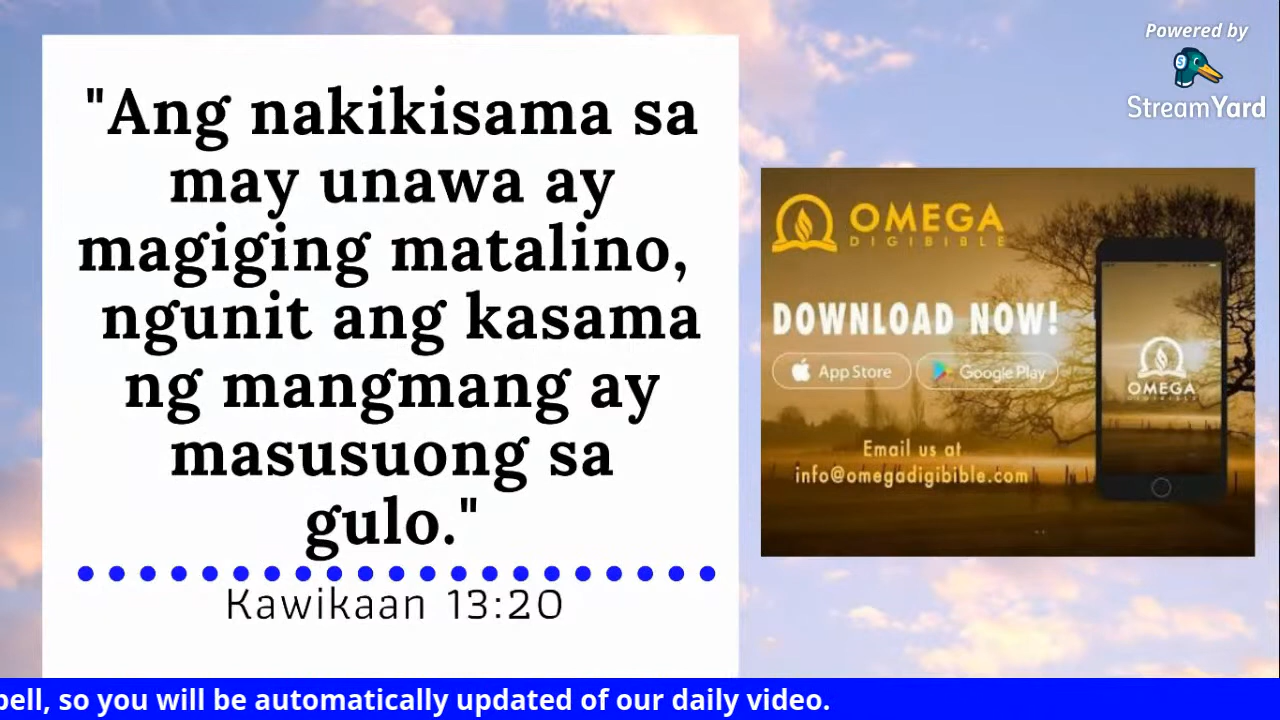 "Ang nakikisama sa
may unawa ay
magiging matalino,
ngunit ang kasama
ng mangmang ay
masusuong sa
gulo."
Kawikaan 13:20
Powered by
StreamYard
OMEGA
DIGIBIBLE
DOWNLOAD NOW!
App Store
Google Play
Email us at
info@omegadigibible.com
OMEGA
DIGIBIBLE
bell, so you will be automatically updated of our daily video.